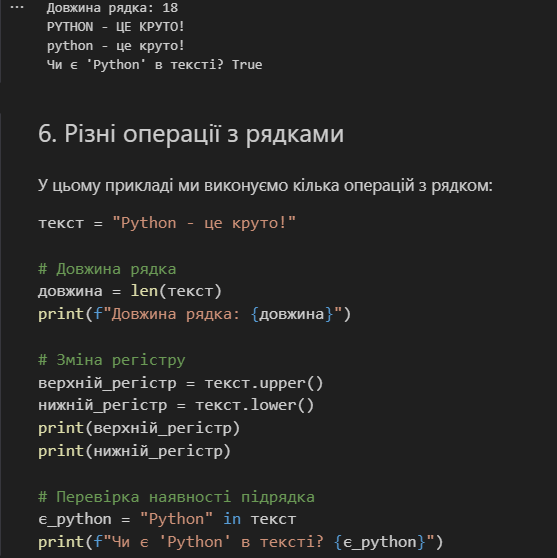 ...
Довжина рядка: 18
PYTHON - ЦЕ КРУТО!
python - це круто!
Чи є 'Python' в тексті? True
6. Різні операції з рядками
У цьому прикладі ми виконуємо кілька операцій з рядком:
текст = "Python - це круто!"
# Довжина рядка
довжина = len(текст)
print(f"Довжина рядка: {довжина}")
# Зміна регістру
верхній_регістр = текст.upper()
нижній_регістр = текст.lower()
print(верхній_регістр)
print(нижній_регістр)
# Перевірка наявності підрядка
є_python = "Python" in текст
print(f"Чи є 'Python' в тексті? {є_python}")